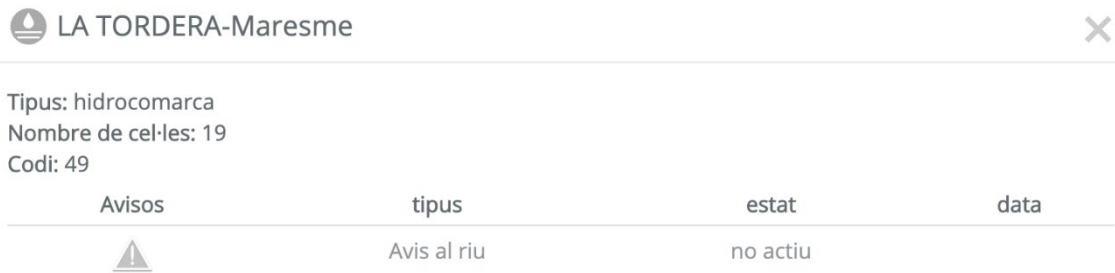 LA TORDERA-Maresme
Tipus: hidrocomarca
Nombre de cel·les: 19
Codi: 49
Avisos tipus estat data
Avis al riu no actiu